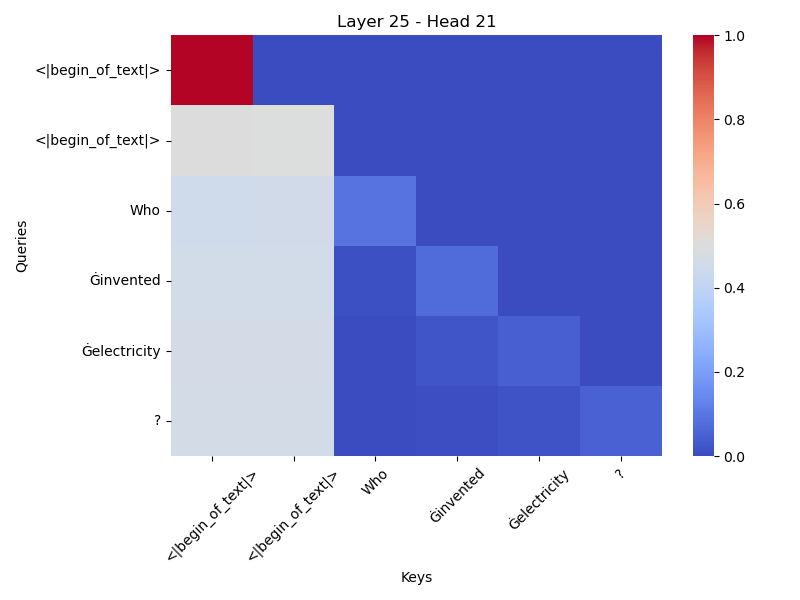 Layer 25 - Head 21
Queries
<|begin_of_text|>
<|begin_of_text|>
Who
Ġinvented
Ġelectricity
?
<|begin_of_text|>
<|begin_of_text|>
Who
Ġinvented
Ġelectricity
?
Keys
1.0
0.8
0.6
0.4
0.2
0.0